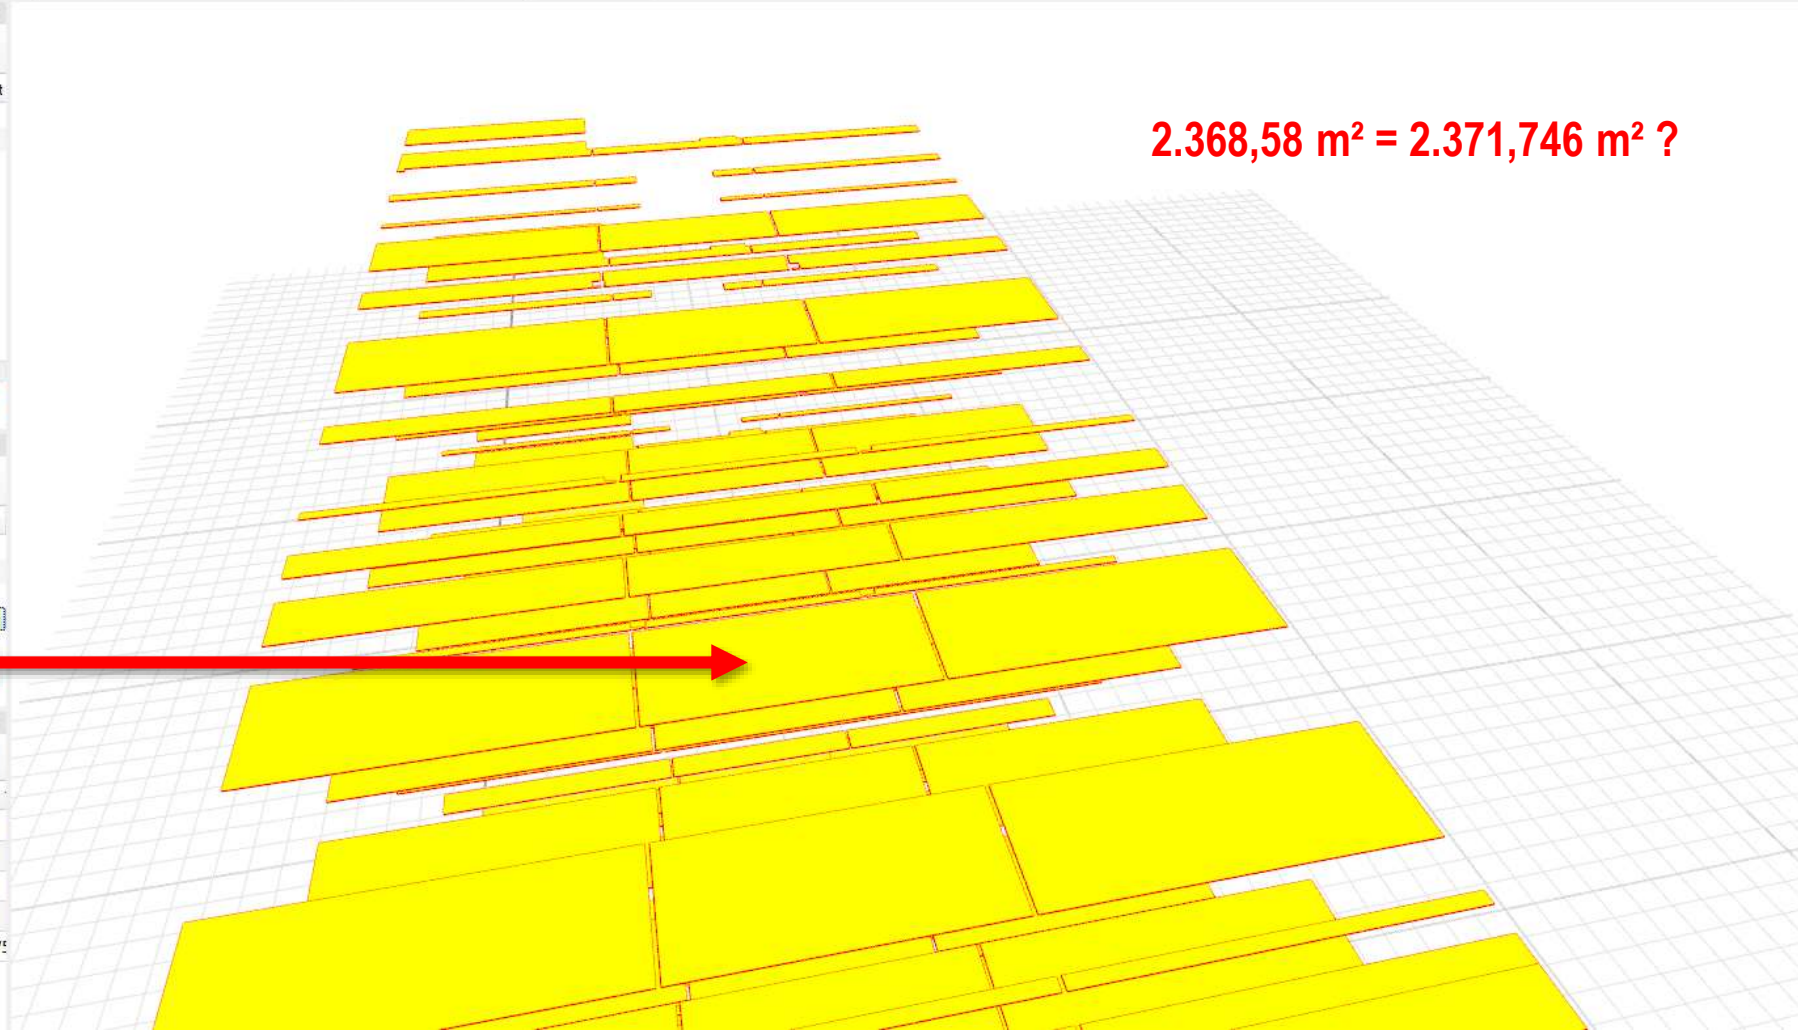 2.368,58 m² = 2.371,746 m² ?